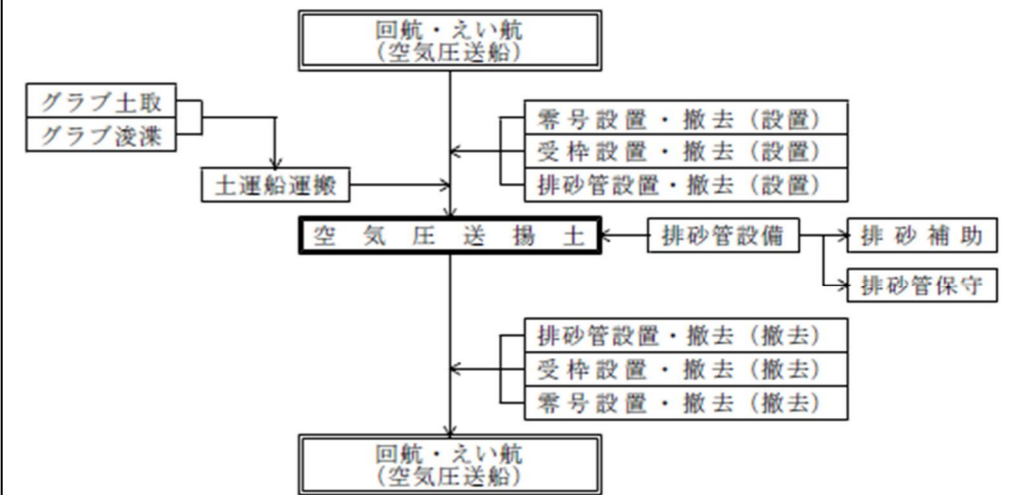 回航・えい航
（空気圧送船）
グラブ土取
グラブ浚渫
土運船運搬
零号設置・撤去（設置）
受枠設置・撤去（設置）
排砂管設置・撤去（設置）
空気圧送揚土
排砂管設備
排砂補助
排砂管保守
排砂管設置・撤去（撤去）
受枠設置・撤去（撤去）
零号設置・撤去（撤去）
回航・えい航
（空気圧送船）